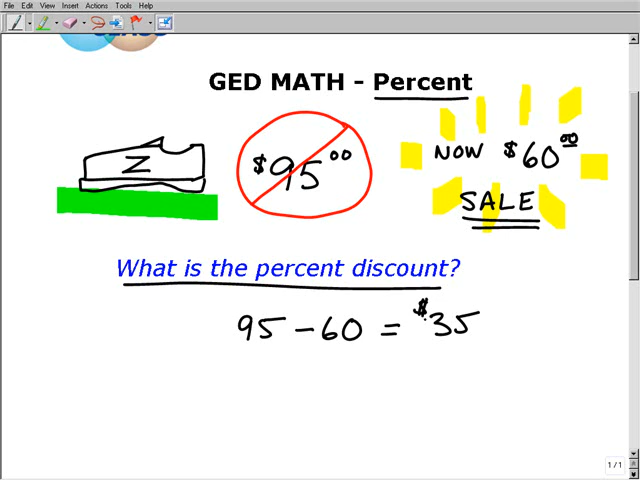 File Edit View Insert Actions Tools Help
GED MATH - Percent
Z
$95.00
NOW $60.00
SALE
What is the percent discount?
95 - 60 = $35
1/1